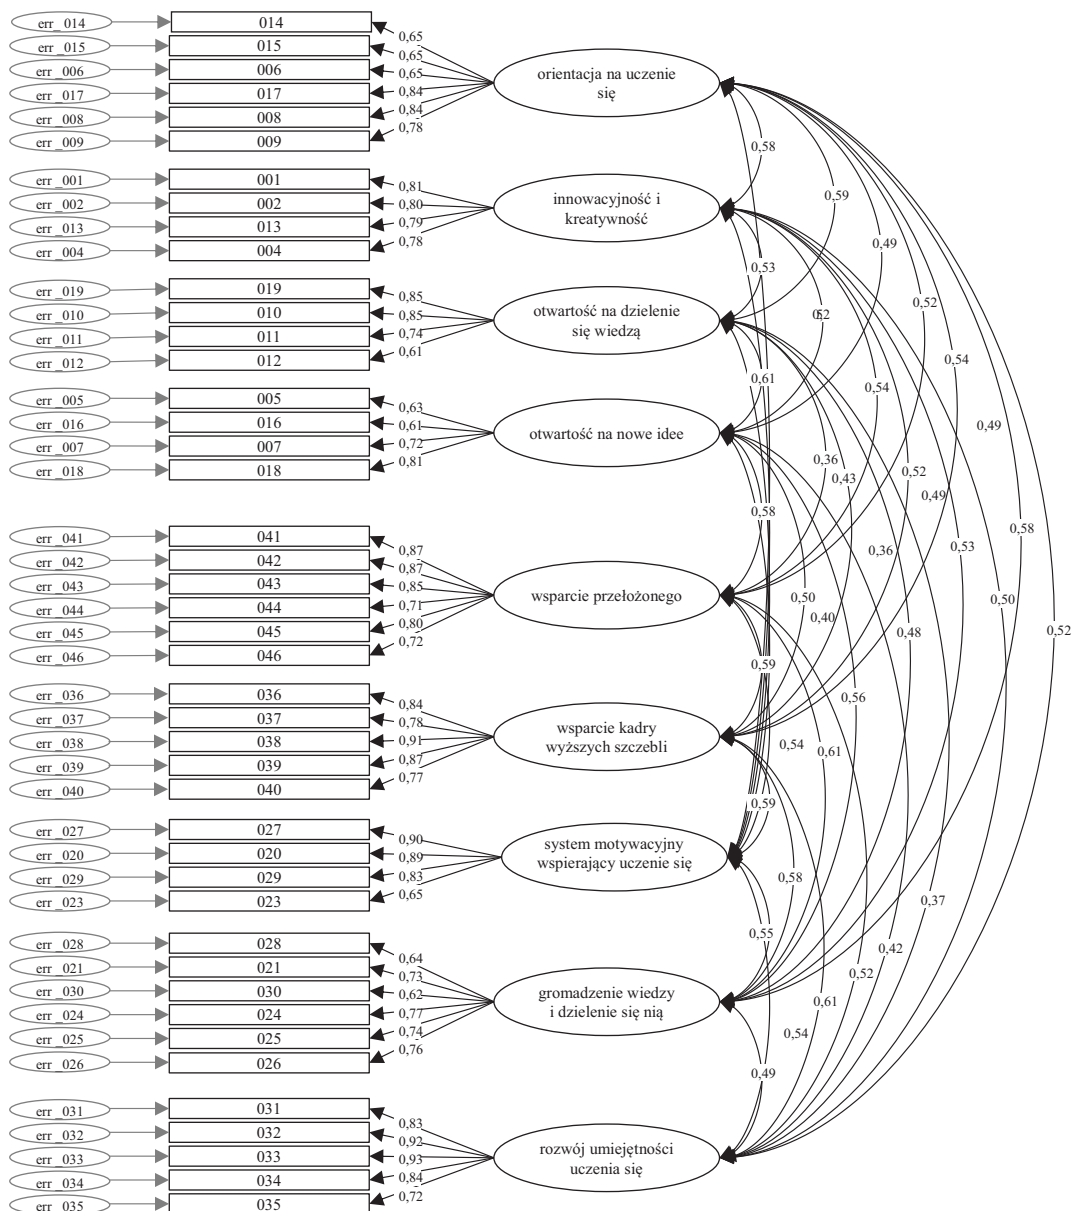 err_014 014 0,65
err_015 015 0,65
err_006 006 0,65
err_017 017 0,84
err_008 008 0,84
err_009 009 0,78
orientacja na uczenie
się
err_001 001 0,81
err_002 002 0,80
err_013 013 0,79
err_004 004 0,78
innowacyjność i
kreatywność
err_019 019 0,85
err_010 010 0,85
err_011 011 0,74
err_012 012 0,61
otwartość na dzielenie
się wiedzą
err_005 005 0,63
err_016 016 0,61
err_007 007 0,72
err_018 018 0,81
otwartość na nowe idee
err_041 041 0,87
err_042 042 0,87
err_043 043 0,85
err_044 044 0,71
err_045 045 0,80
err_046 046 0,72
wsparcie przełożonego
err_036 036 0,84
err_037 037 0,78
err_038 038 0,91
err_039 039 0,87
err_040 040 0,77
wsparcie kadry
wyższych szczebli
err_027 027 0,90
err_020 020 0,89
err_029 029 0,83
err_023 023 0,65
system motywacyjny
wspierający uczenie się
err_028 028 0,64
err_021 021 0,73
err_030 030 0,62
err_024 024 0,77
err_025 025 0,74
err_026 026 0,76
gromadzenie wiedzy
i dzielenie się nią
err_031 031 0,83
err_032 032 0,92
err_033 033 0,93
err_034 034 0,84
err_035 035 0,72
rozwój umiejętności
uczenia się
0,58
0,59
0,49
0,53
0,52
0,54
0,61
0,54
0,49
0,36
0,43
0,52
0,49
0,58
0,58
0,36
0,53
0,50
0,50
0,40
0,48
0,52
0,59
0,56
0,54
0,61
0,59
0,58
0,37
0,55
0,42
0,52
0,61
0,54
0,49